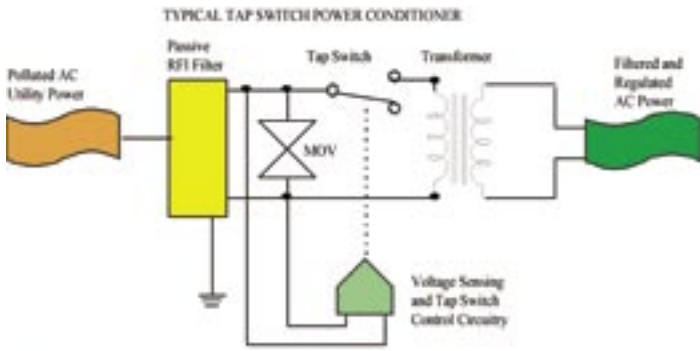 TYPICAL TAP SWITCH POWER CONDITIONER
Passive
RFI Filter
Tap Switch
Transformer
Polluted AC
Utility Power
Filtered and
Regulated
AC Power
MOV
Voltage Sensing
and Tap Switch
Control Circuitry